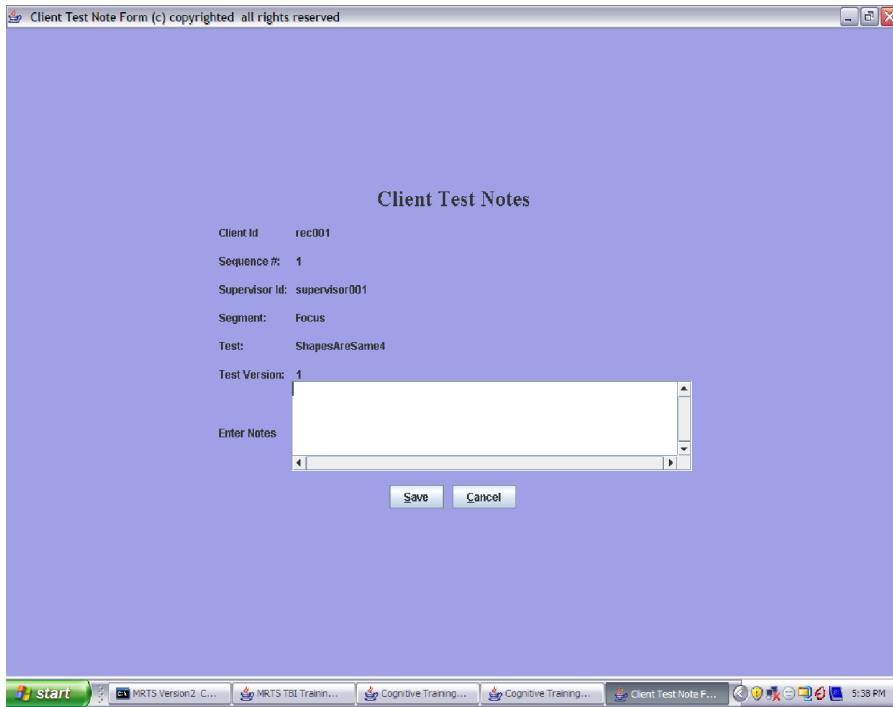 Client Test Note Form (c) copyrighted all rights reserved
Client Test Notes
Client Id rec001
Sequence #: 1
Supervisor Id: supervisor001
Segment: Focus
Test: ShapesAreSame4
Test Version: 1
Enter Notes
Save Cancel
start MRTS Version2 C... MRTS TBI Trainin... Cognitive Training... Cognitive Training... Client Test Note F... 5:38 PM